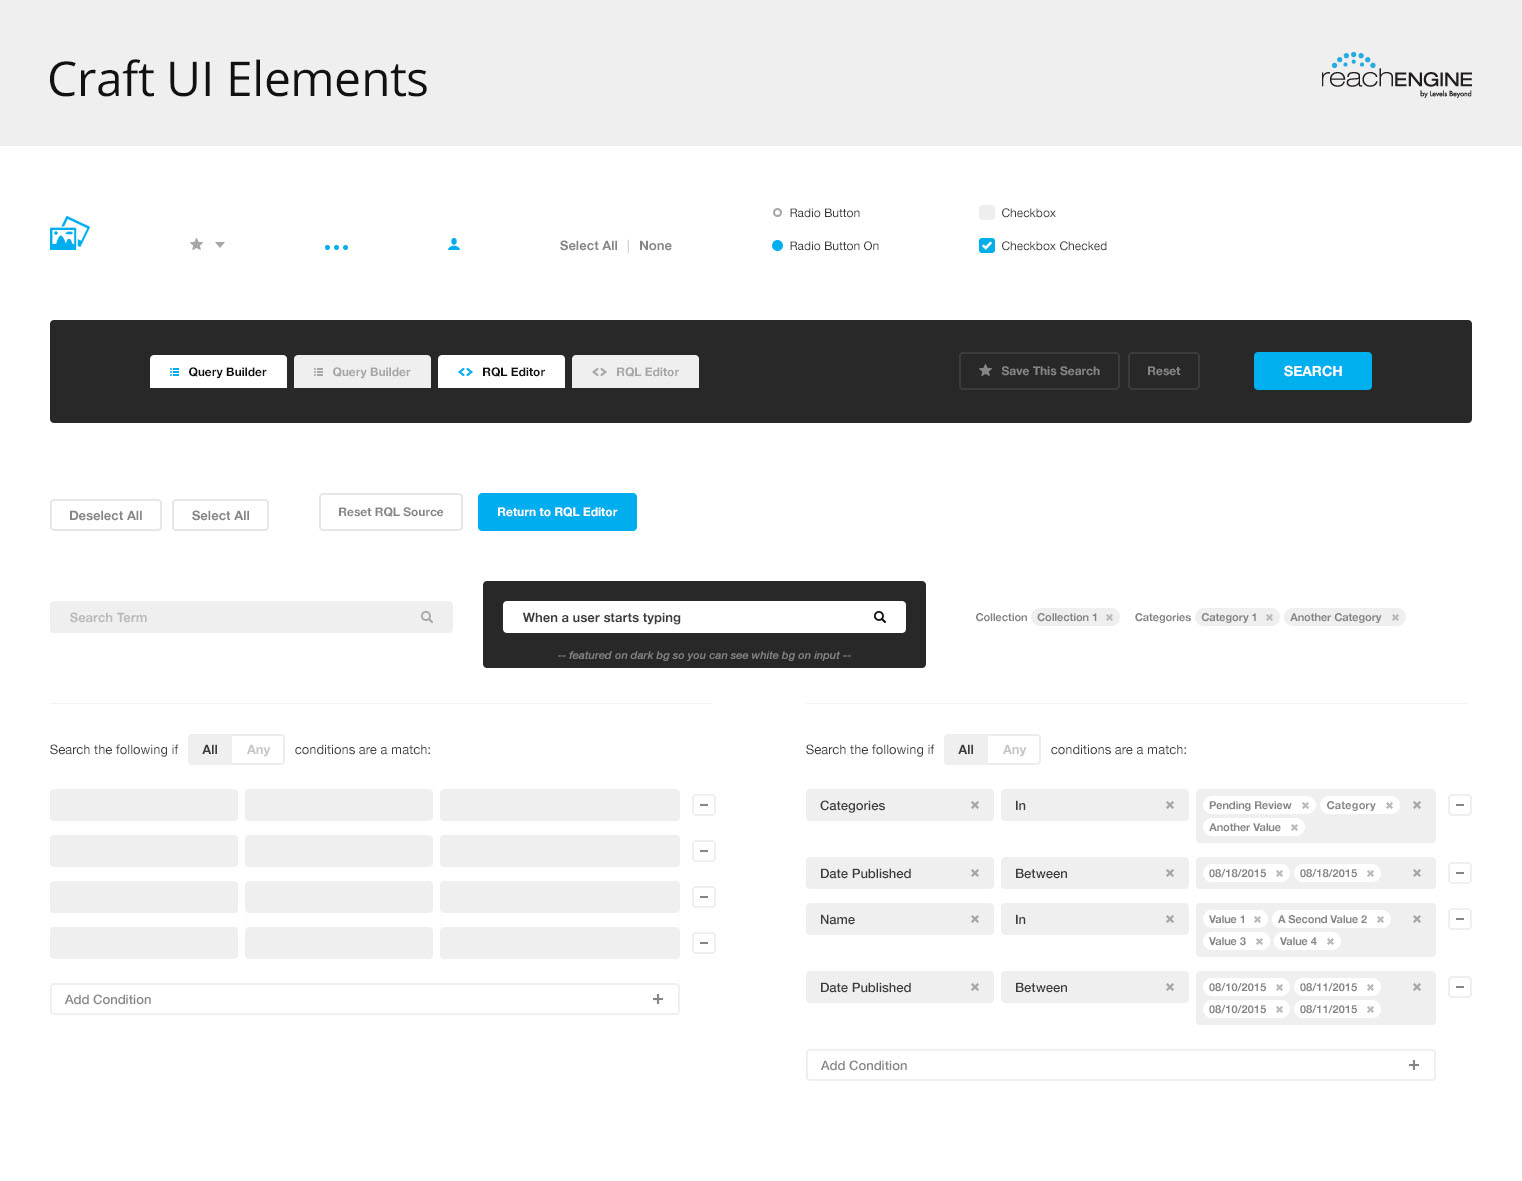 Craft UI Elements
reachENGINE
by Levels Beyond
Radio Button
Checkbox
Select All | None
Radio Button On
Checkbox Checked
Query Builder
Query Builder
RQL Editor
RQL Editor
Save This Search
Reset
SEARCH
Deselect All
Select All
Reset RQL Source
Return to RQL Editor
Search Term
When a user starts typing
-- featured on dark bg so you can see white bg on input --
Collection Collection 1
Categories Category 1 Another Category
Search the following if All Any conditions are a match:
Add Condition
Search the following if All Any conditions are a match:
Categories In Pending Review Category
Another Value
Date Published Between 08/18/2015 08/18/2015
Name In Value 1 A Second Value 2
Value 3 Value 4
Date Published Between 08/10/2015 08/11/2015
08/10/2015 08/11/2015
Add Condition